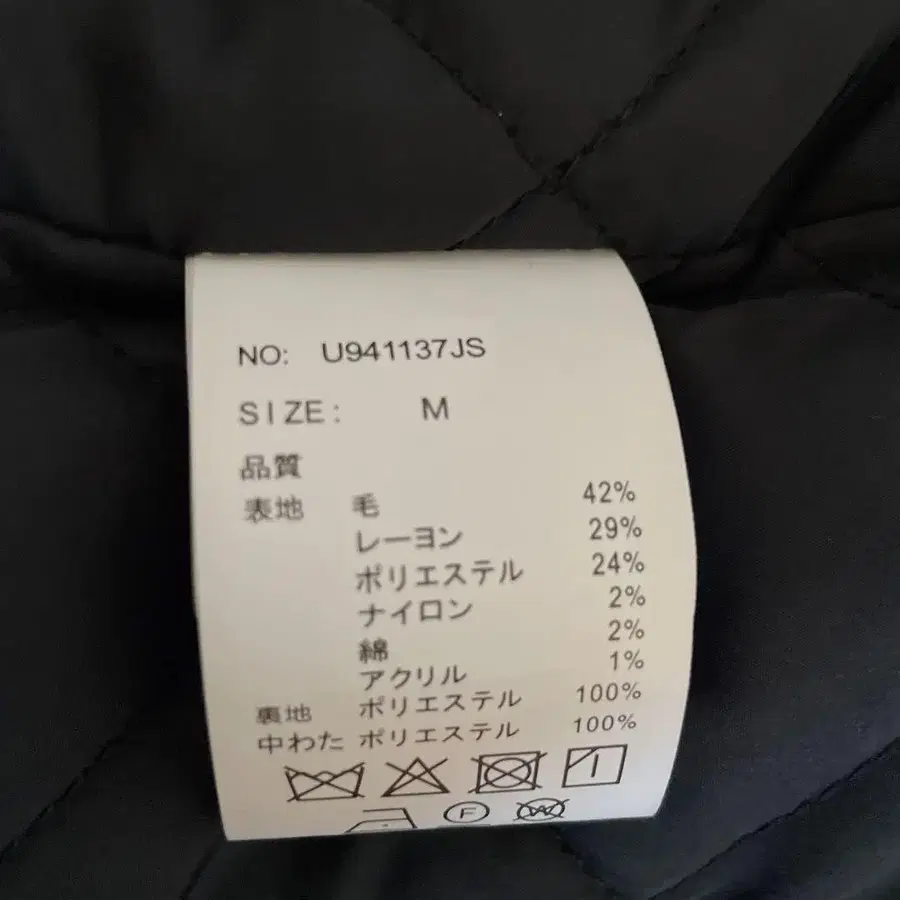 NO: U941137JS
SIZE: M
品質
表地 毛 42%
レーヨン 29%
ポリエステル 24%
ナイロン 2%
綿 2%
アクリル 1%
裏地 ポリエステル 100%
中わた ポリエステル 100%
F W